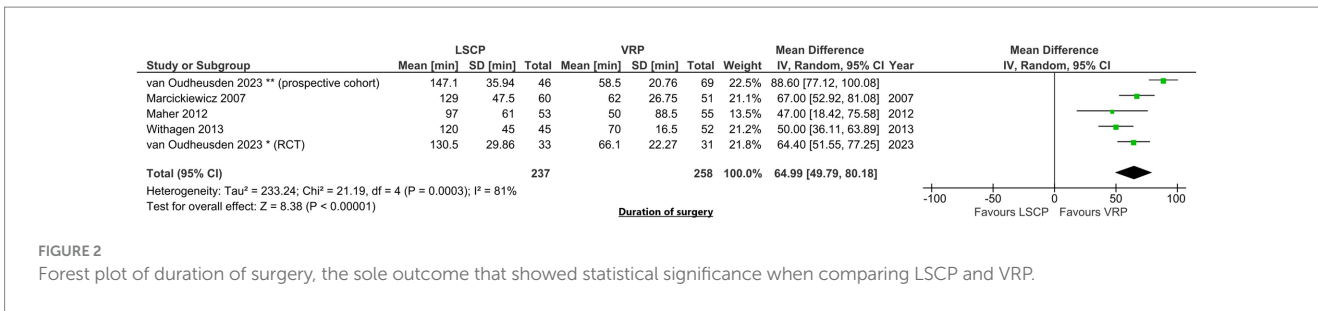 LSCP VRP Mean Difference Mean Difference
Study or Subgroup Mean [min] SD [min] Total Mean [min] SD [min] Total Weight IV, Random, 95% CI Year IV, Random, 95% CI
van Oudheusden 2023 ** (prospective cohort) 147.1 35.94 46 58.5 20.76 69 22.5% 88.60 [77.12, 100.08]
Marcickiewicz 2007 129 47.5 60 62 26.75 51 21.1% 67.00 [52.92, 81.08] 2007
Maher 2012 97 61 53 50 88.5 55 13.5% 47.00 [18.42, 75.58] 2012
Withagen 2013 120 45 45 70 16.5 52 21.2% 50.00 [36.11, 63.89] 2013
van Oudheusden 2023 * (RCT) 130.5 29.86 33 66.1 22.27 31 21.8% 64.40 [51.55, 77.25] 2023
Total (95% CI) 237 258 100.0% 64.99 [49.79, 80.18]
Heterogeneity: Tau² = 233.24; Chi² = 21.19, df = 4 (P = 0.0003); I² = 81%
Test for overall effect: Z = 8.38 (P < 0.00001)
-100 -50 0 50 100
Favours LSCP Favours VRP
Duration of surgery
FIGURE 2
Forest plot of duration of surgery, the sole outcome that showed statistical significance when comparing LSCP and VRP.